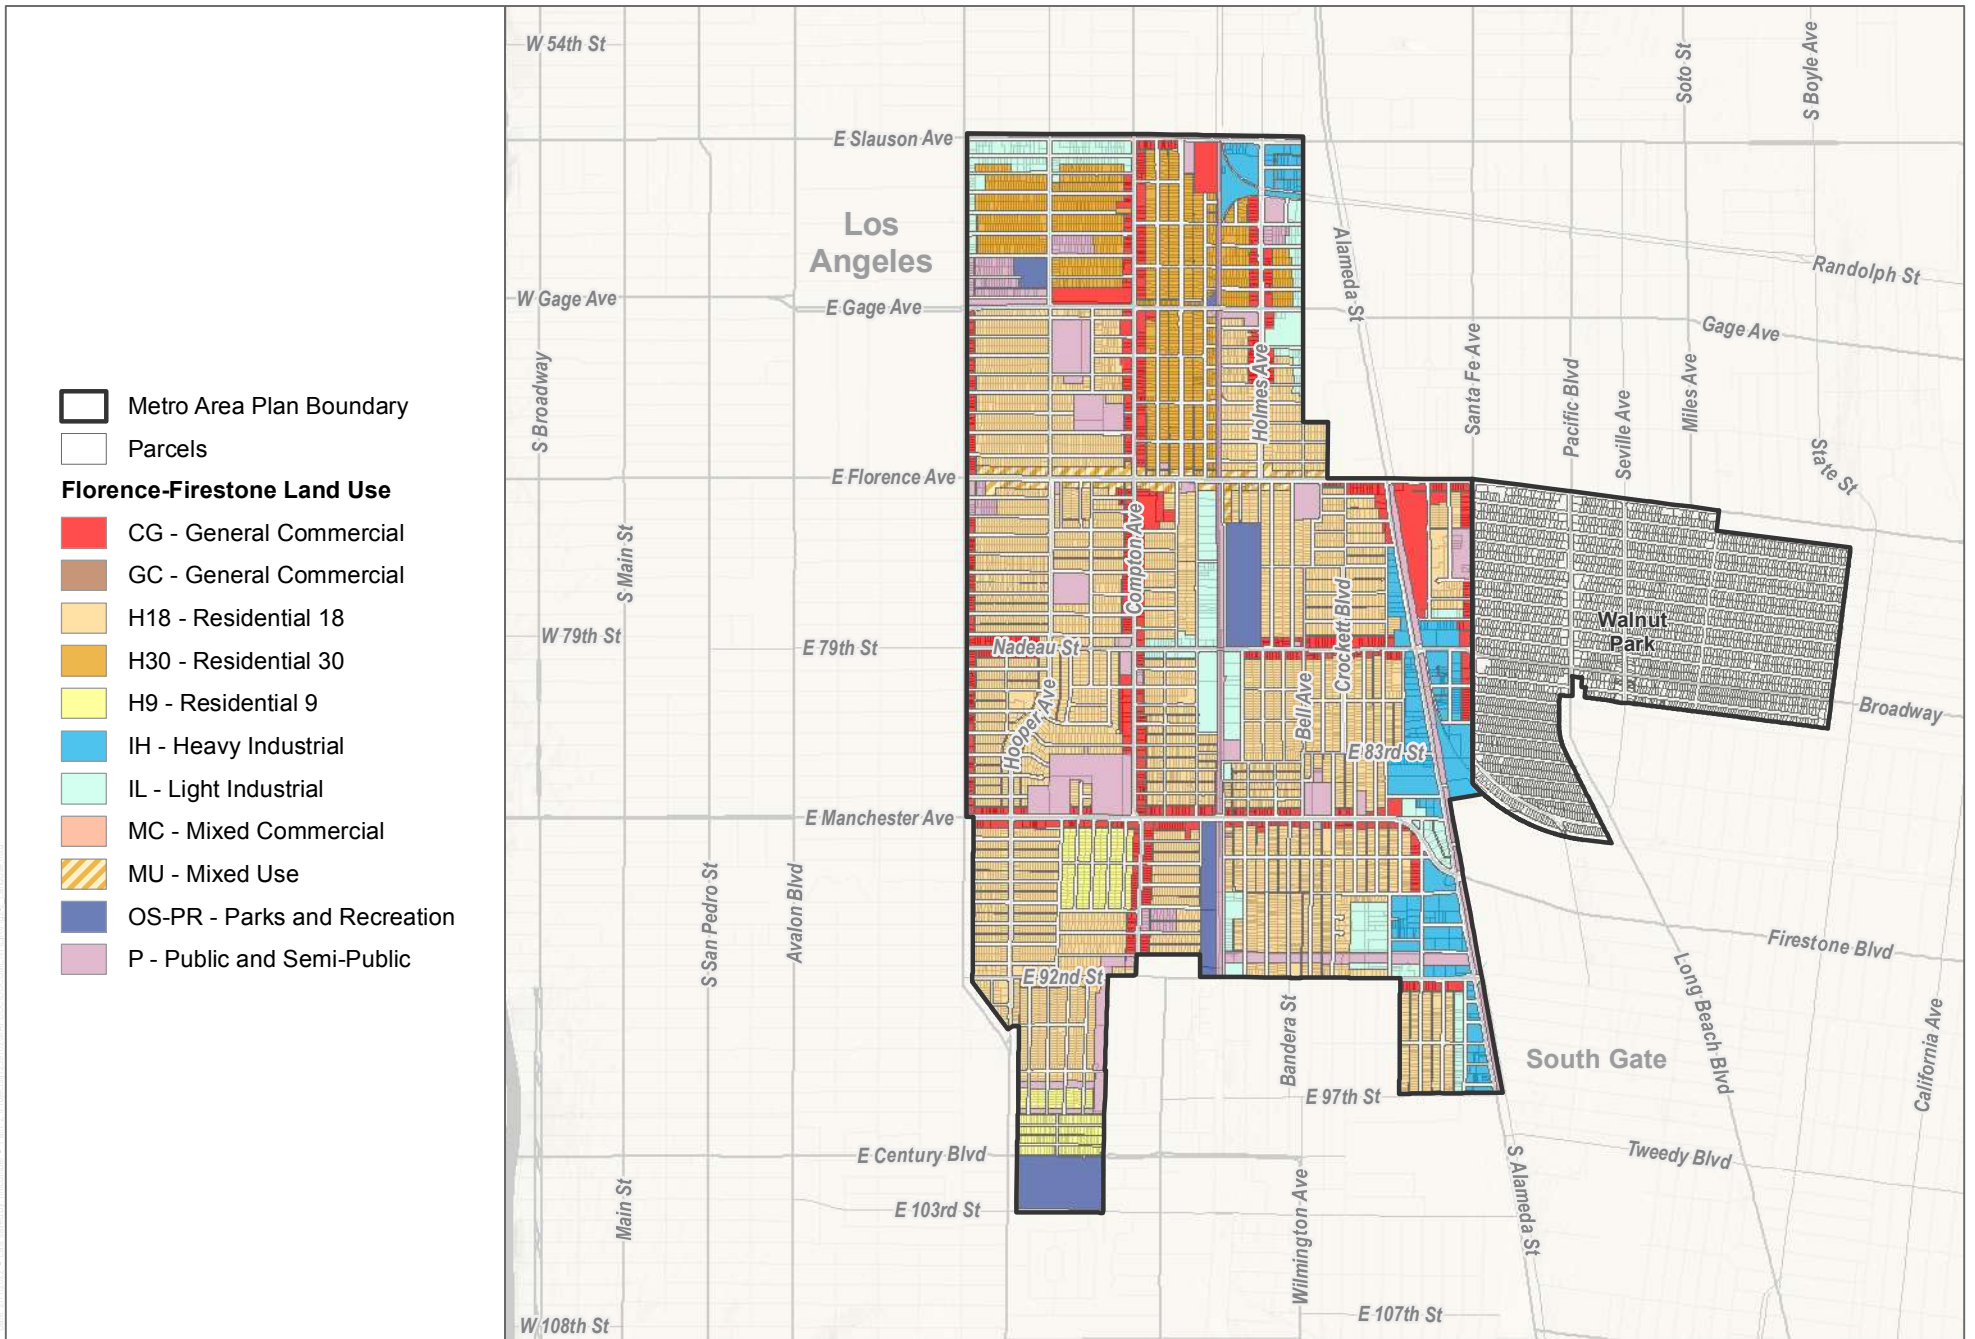 Metro Area Plan Boundary
Parcels
Florence-Firestone Land Use
CG - General Commercial
GC - General Commercial
H18 - Residential 18
H30 - Residential 30
H9 - Residential 9
IH - Heavy Industrial
IL - Light Industrial
MC - Mixed Commercial
MU - Mixed Use
OS-PR - Parks and Recreation
P - Public and Semi-Public
W 54th St
Soto St
S Boyle Ave
E Slauson Ave
Los
Angeles
Alameda St
Randolph St
W Gage Ave
E Gage Ave
Gage Ave
S Broadway
Holmes Ave
Santa Fe Ave
Pacific Blvd
Seville Ave
Miles Ave
State St
E Florence Ave
S Main St
Compton Ave
Crockett Blvd
Walnut
Park
W 79th St
E 79th St
Nadeau St
Hooper Ave
Bell Ave
E 83rd St
Broadway
E Manchester Ave
S San Pedro St
Avalon Blvd
Firestone Blvd
E 92nd St
Bandera St
Long Beach Blvd
California Ave
South Gate
E 97th St
E Century Blvd
Tweedy Blvd
Main St
E 103rd St
Wilmington Ave
S Alameda St
E 107th St
W 108th St